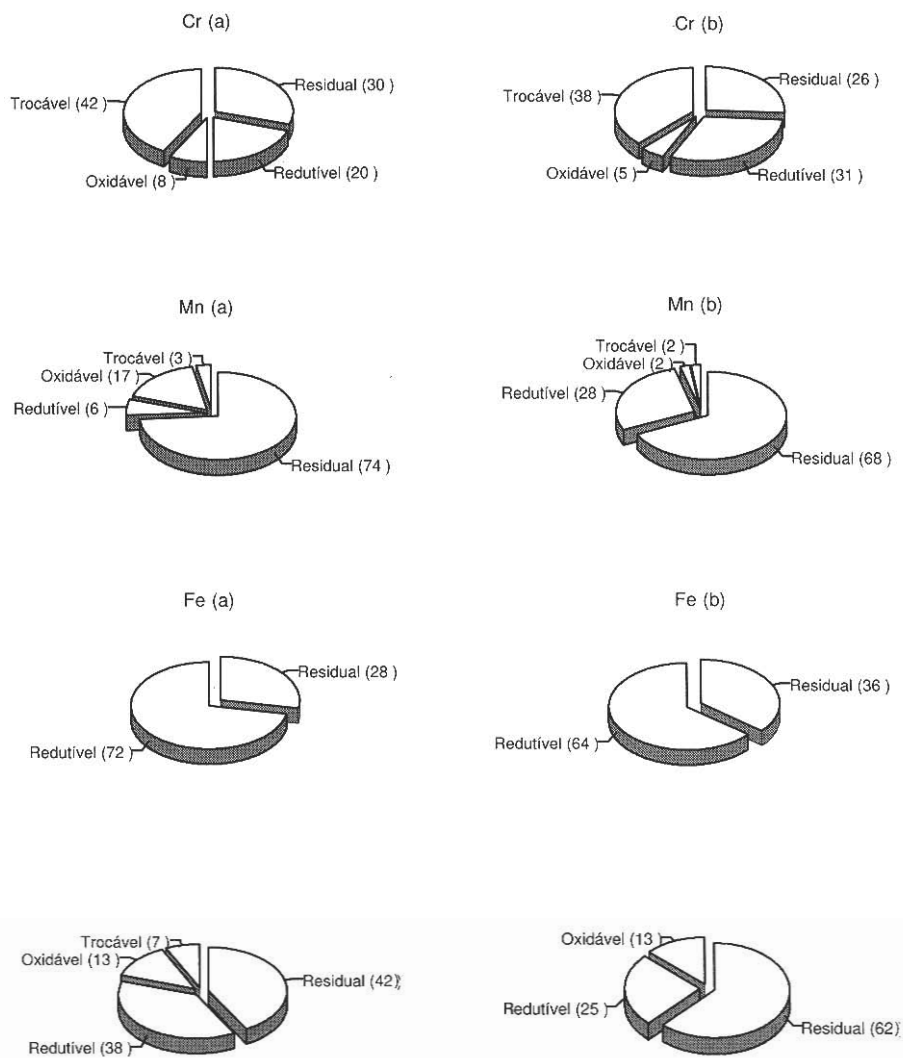 Cr (a)
Trocável (42 )
Residual (30 )
Oxidável (8 )
Redutível (20 )
Cr (b)
Trocável (38 )
Residual (26 )
Oxidável (5 )
Redutível (31 )
Mn (a)
Trocável (3 )
Oxidável (17 )
Redutível (6 )
Residual (74 )
Mn (b)
Trocável (2 )
Oxidável (2 )
Redutível (28 )
Residual (68 )
Fe (a)
Residual (28 )
Redutível (72 )
Fe (b)
Residual (36 )
Redutível (64 )
Trocável (7 )
Oxidável (13 )
Residual (42 )
Redutível (38 )
Oxidável (13 )
Redutível (25 )
Residual (62 )